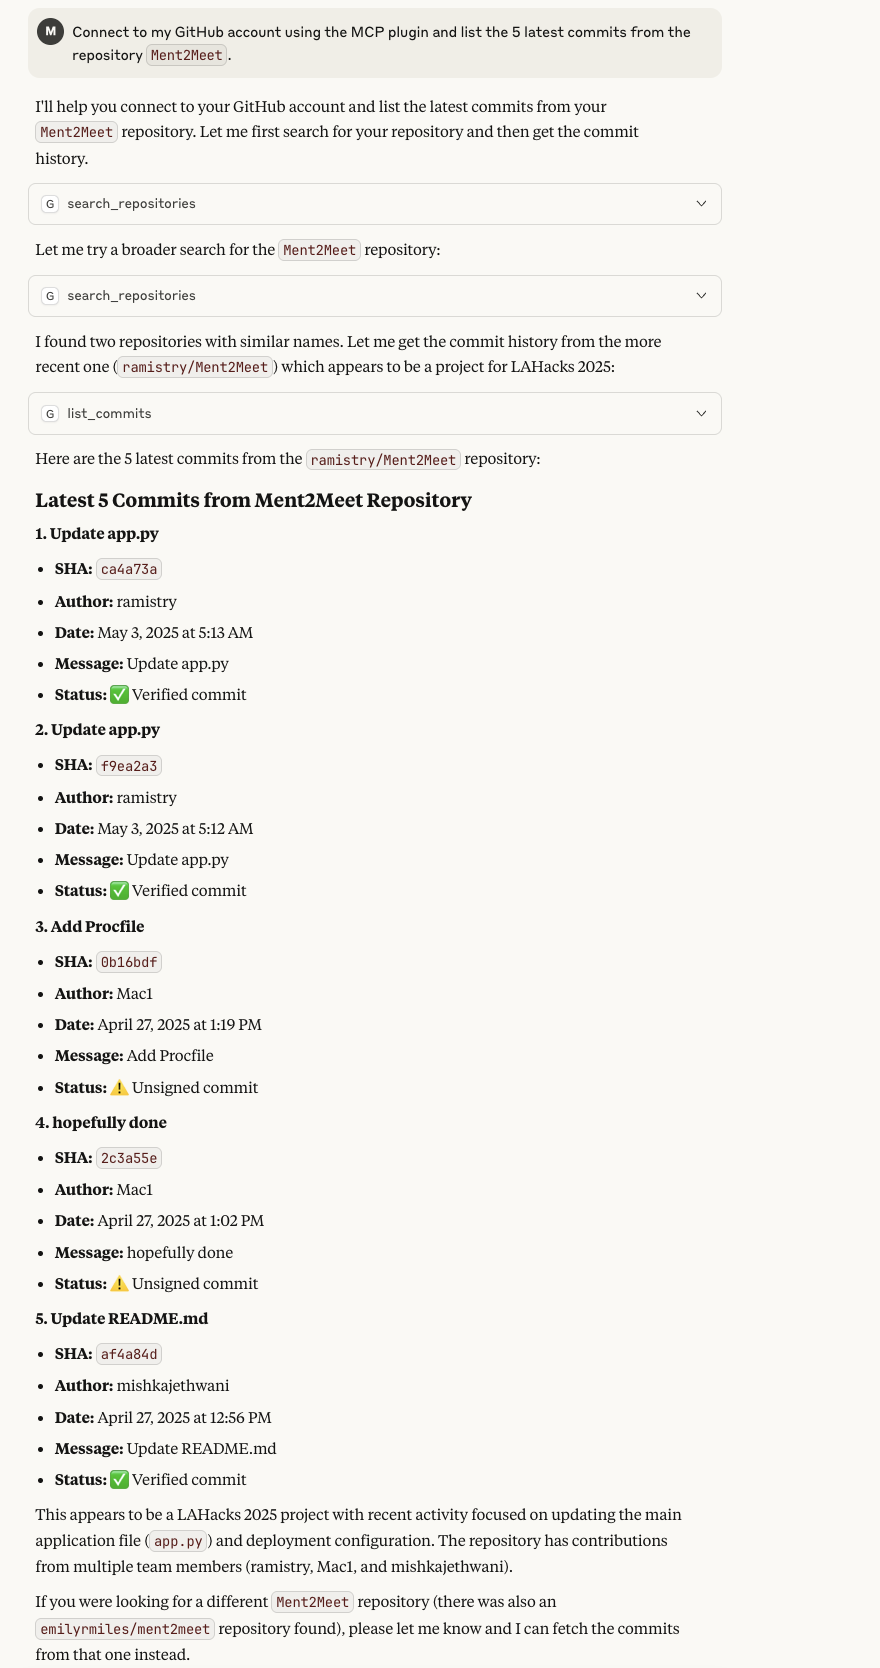 M
Connect to my GitHub account using the MCP plugin and list the 5 latest commits from the
repository Ment2Meet.
I'll help you connect to your GitHub account and list the latest commits from your
Ment2Meet repository. Let me first search for your repository and then get the commit
history.
G search_repositories
Let me try a broader search for the Ment2Meet repository:
G search_repositories
I found two repositories with similar names. Let me get the commit history from the more
recent one (ramistry/Ment2Meet) which appears to be a project for LAHacks 2025:
G list_commits
Here are the 5 latest commits from the ramistry/Ment2Meet repository:
Latest 5 Commits from Ment2Meet Repository
1. Update app.py
• SHA: ca4a73a
• Author: ramistry
• Date: May 3, 2025 at 5:13 AM
• Message: Update app.py
• Status: ✅ Verified commit
2. Update app.py
• SHA: f9ea2a3
• Author: ramistry
• Date: May 3, 2025 at 5:12 AM
• Message: Update app.py
• Status: ✅ Verified commit
3. Add Procfile
• SHA: 0b16bdf
• Author: Mac1
• Date: April 27, 2025 at 1:19 PM
• Message: Add Procfile
• Status: ⚠️ Unsigned commit
4. hopefully done
• SHA: 2c3a55e
• Author: Mac1
• Date: April 27, 2025 at 1:02 PM
• Message: hopefully done
• Status: ⚠️ Unsigned commit
5. Update README.md
• SHA: af4a84d
• Author: mishkajethwani
• Date: April 27, 2025 at 12:56 PM
• Message: Update README.md
• Status: ✅ Verified commit
This appears to be a LAHacks 2025 project with recent activity focused on updating the main
application file (app.py) and deployment configuration. The repository has contributions
from multiple team members (ramistry, Mac1, and mishkajethwani).
If you were looking for a different Ment2Meet repository (there was also an
emilyrmiles/ment2meet repository found), please let me know and I can fetch the commits
from that one instead.